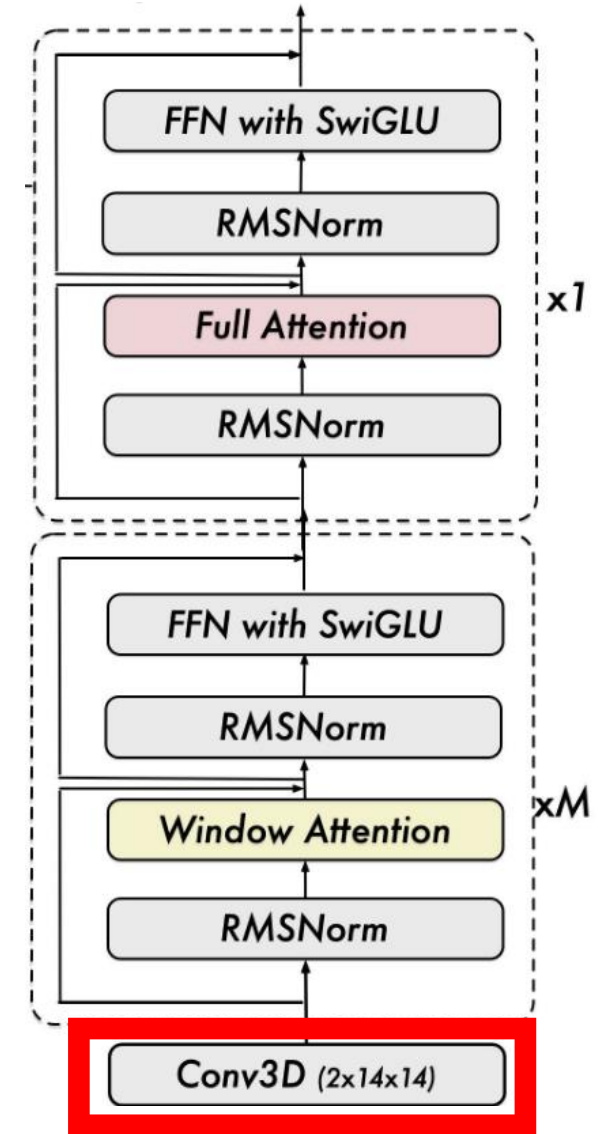 FFN with SwiGLU
RMSNorm
x1
Full Attention
RMSNorm
FFN with SwiGLU
RMSNorm
xM
Window Attention
RMSNorm
Conv3D (2x14x14)